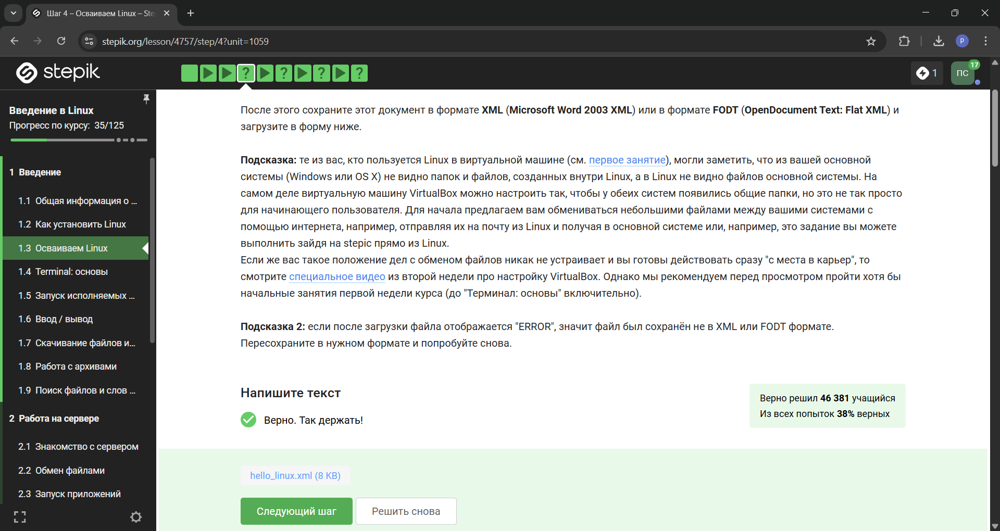 Шаг 4 – Осваиваем Linux – Ste
stepik.org/lesson/4757/step/4?unit=1059
P
stepik
? ? ? ?
1
ПС
17
Введение в Linux
Прогресс по курсу: 35/125
1 Введение
1.1 Общая информация о ...
1.2 Как установить Linux
1.3 Осваиваем Linux
1.4 Terminal: основы
1.5 Запуск исполняемых ...
1.6 Ввод / вывод
1.7 Скачивание файлов и...
1.8 Работа с архивами
1.9 Поиск файлов и слов ...
2 Работа на сервере
2.1 Знакомство с сервером
2.2 Обмен файлами
2.3 Запуск приложений
После этого сохраните этот документ в формате XML (Microsoft Word 2003 XML) или в формате FODT (OpenDocument Text: Flat XML) и
загрузите в форму ниже.
Подсказка: те из вас, кто пользуется Linux в виртуальной машине (см. первое занятие), могли заметить, что из вашей основной
системы (Windows или OS X) не видно папок и файлов, созданных внутри Linux, а в Linux не видно файлов основной системы. На
самом деле виртуальную машину VirtualBox можно настроить так, чтобы у обеих систем появились общие папки, но это не так просто
для начинающего пользователя. Для начала предлагаем вам обмениваться небольшими файлами между вашими системами с
помощью интернета, например, отправляя их на почту из Linux и получая в основной системе или, например, это задание вы можете
выполнить зайдя на stepic прямо из Linux.
Если же вас такое положение дел с обменом файлов никак не устраивает и вы готовы действовать сразу "с места в карьер", то
смотрите специальное видео из второй недели про настройку VirtualBox. Однако мы рекомендуем перед просмотром пройти хотя бы
начальные занятия первой недели курса (до "Терминал: основы" включительно).
Подсказка 2: если после загрузки файла отображается "ERROR", значит файл был сохранён не в XML или FODT формате.
Пересохраните в нужном формате и попробуйте снова.
Напишите текст
Верно. Так держать!
Верно решил 46 381 учащийся
Из всех попыток 38% верных
hello_linux.xml (8 KB)
Следующий шаг
Решить снова